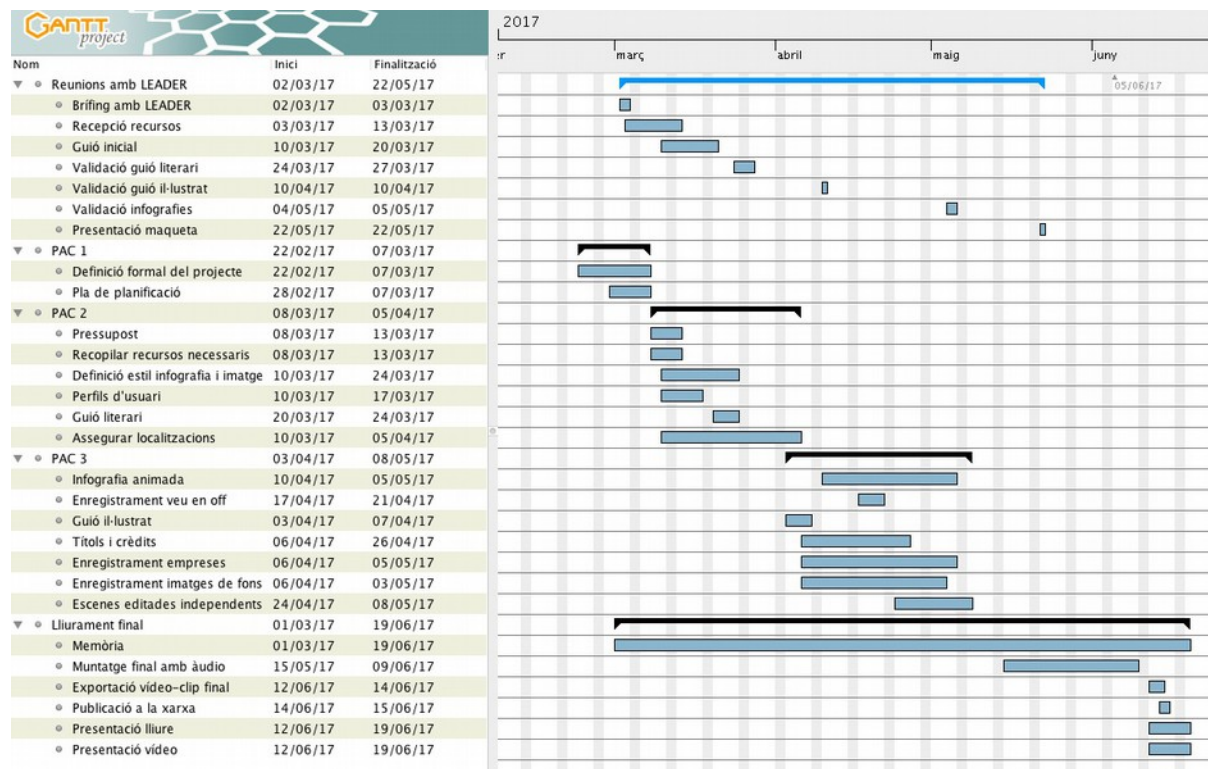 GANTT project
2017
er març abril maig juny
Nom Inici Finalització
Reunions amb LEADER 02/03/17 22/05/17 05/06/17
Brífing amb LEADER 02/03/17 03/03/17
Recepció recursos 03/03/17 13/03/17
Guió inicial 10/03/17 20/03/17
Validació guió literari 24/03/17 27/03/17
Validació guió il·lustrat 10/04/17 10/04/17
Validació infografies 04/05/17 05/05/17
Presentació maqueta 22/05/17 22/05/17
PAC 1 22/02/17 07/03/17
Definició formal del projecte 22/02/17 07/03/17
Pla de planificació 28/02/17 07/03/17
PAC 2 08/03/17 05/04/17
Pressupost 08/03/17 13/03/17
Recopilar recursos necessaris 08/03/17 13/03/17
Definició estil infografia i imatge 10/03/17 24/03/17
Perfils d'usuari 10/03/17 17/03/17
Guió literari 20/03/17 24/03/17
Assegurar localitzacions 10/03/17 05/04/17
PAC 3 03/04/17 08/05/17
Infografia animada 10/04/17 05/05/17
Enregistrament veu en off 17/04/17 21/04/17
Guió il·lustrat 03/04/17 07/04/17
Títols i crèdits 06/04/17 26/04/17
Enregistrament empreses 06/04/17 05/05/17
Enregistrament imatges de fons 06/04/17 03/05/17
Escenes editades independents 24/04/17 08/05/17
Lliurament final 01/03/17 19/06/17
Memòria 01/03/17 19/06/17
Muntatge final amb àudio 15/05/17 09/06/17
Exportació vídeo-clip final 12/06/17 14/06/17
Publicació a la xarxa 14/06/17 15/06/17
Presentació lliure 12/06/17 19/06/17
Presentació vídeo 12/06/17 19/06/17